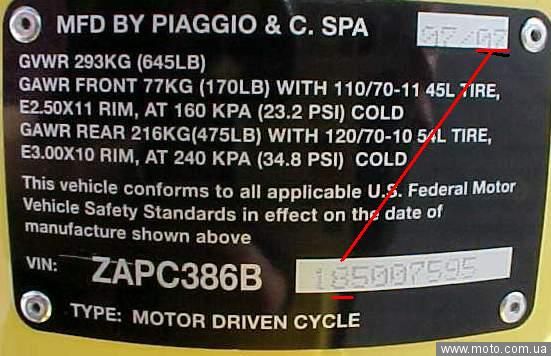 MFD BY PIAGGIO & C. SPA 07/02
GVWR 293KG (645LB)
GAWR FRONT 77KG (170LB) WITH 110/70-11 45L TIRE,
E2.50X11 RIM, AT 160 KPA (23.2 PSI) COLD
GAWR REAR 216KG(475LB) WITH 120/70-10 54L TIRE,
E3.00X10 RIM, AT 240 KPA (34.8 PSI) COLD
This vehicle conforms to all applicable U.S. Federal Motor
Vehicle Safety Standards in effect on the date of
manufacture shown above
VIN: ZAPC386B 185007595
TYPE: MOTOR DRIVEN CYCLE
www.moto.com.ua